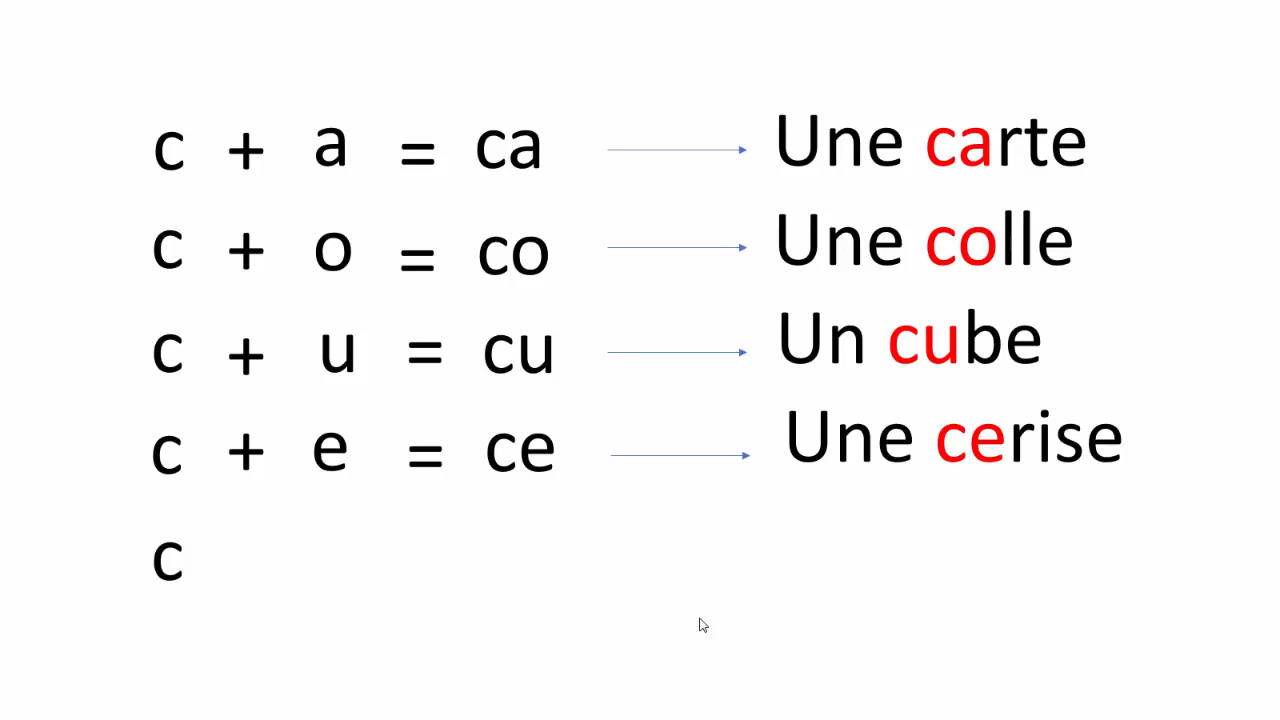 c + a = ca Une carte
c + o = co Une colle
c + u = cu Un cube
c + e = ce Une cerise
c